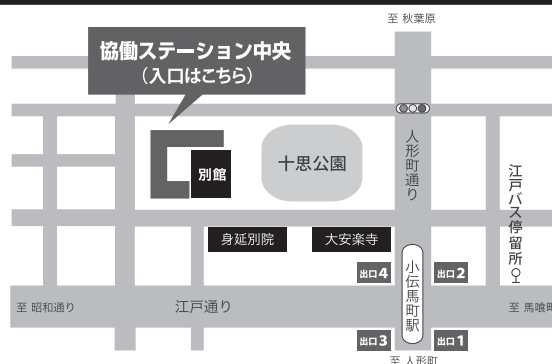 至 秋葉原
協働ステーション中央
（入口はこちら）
人形町通り
別館
十思公園
江戸バス停留所
身延別院
大安楽寺
小伝馬町駅
出口4
出口2
至 昭和通り
江戸通り
至 馬喰町
出口3
出口1
至 人形町